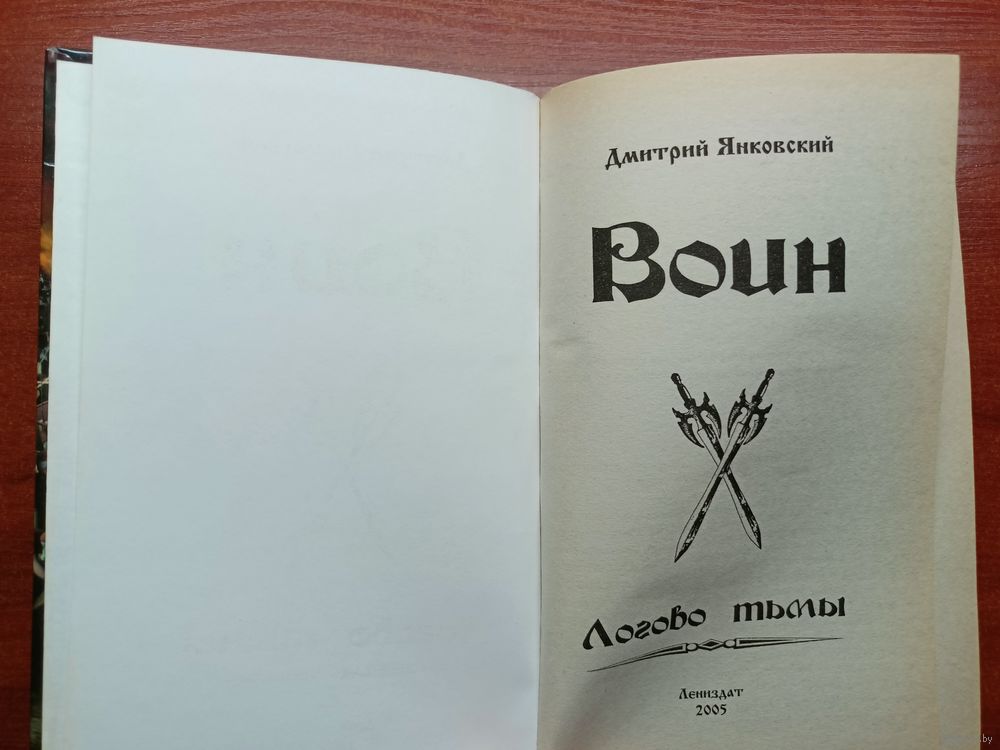 Дмитрий Янковский
Воин
Логово тьмы
Лениздат
2005